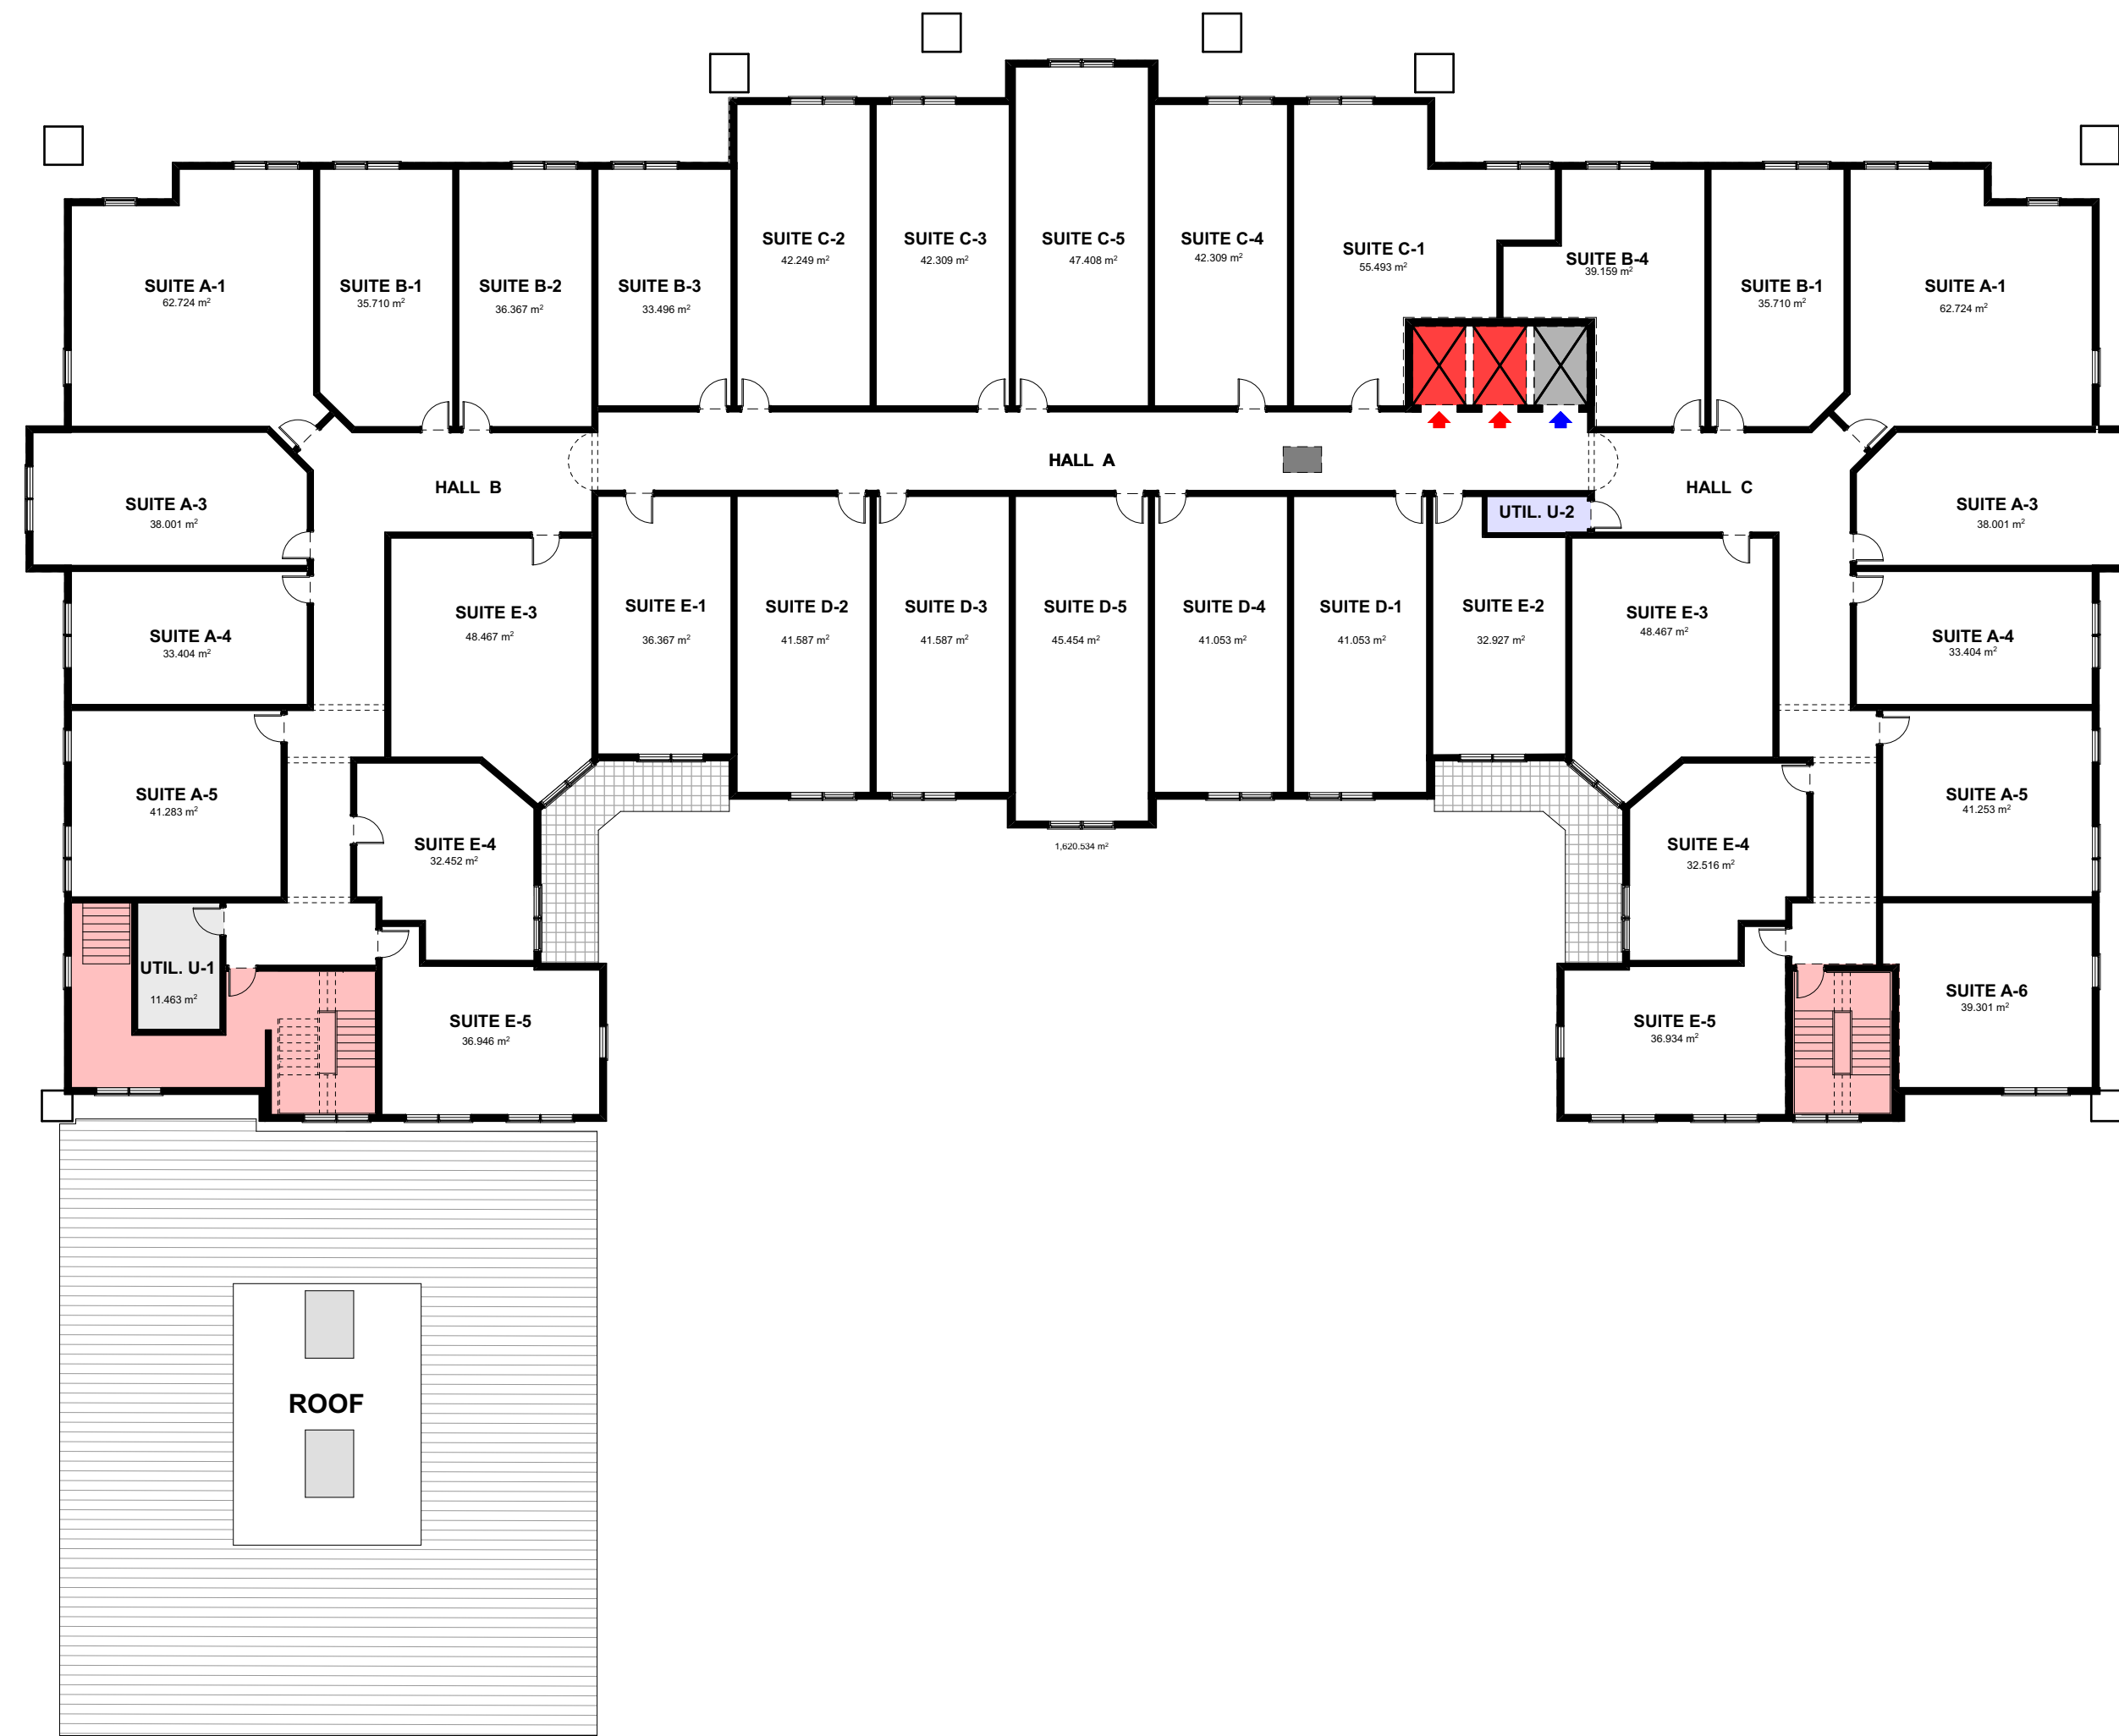 SUITE C-2
42.249 m²
SUITE C-3
42.309 m²
SUITE C-5
47.408 m²
SUITE C-4
42.309 m²
SUITE C-1
55.493 m²
SUITE B-4
39.159 m²
SUITE A-1
62.724 m²
SUITE B-1
35.710 m²
SUITE B-2
36.367 m²
SUITE B-3
33.496 m²
SUITE B-1
35.710 m²
SUITE A-1
62.724 m²
HALL A
HALL B
HALL C
SUITE A-3
38.001 m²
UTIL. U-2
SUITE A-3
38.001 m²
SUITE E-3
48.467 m²
SUITE E-1
36.367 m²
SUITE D-2
41.587 m²
SUITE D-3
41.587 m²
SUITE D-5
45.454 m²
SUITE D-4
41.053 m²
SUITE D-1
41.053 m²
SUITE E-2
32.927 m²
SUITE E-3
48.467 m²
SUITE A-4
33.404 m²
SUITE A-4
33.404 m²
SUITE A-5
41.283 m²
SUITE A-5
41.253 m²
SUITE E-4
32.452 m²
1,620.534 m²
SUITE E-4
32.516 m²
UTIL. U-1
11.463 m²
SUITE E-5
36.946 m²
SUITE E-5
36.934 m²
SUITE A-6
39.301 m²
ROOF